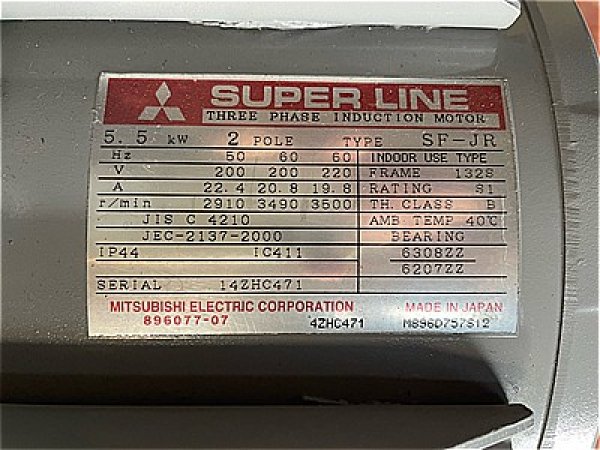 SUPER LINE
THREE PHASE INDUCTION MOTOR
5.5 kW 2 POLE TYPE SF-JR
Hz 50 60 60 INDOOR USE TYPE
V 200 200 220 FRAME 132S
A 22.4 20.8 19.8 RATING S1
r/min 2910 3490 3500 TH. CLASS B
JIS C 4210 AMB TEMP 40℃
JEC-2137-2000 BEARING
IP44 IC411 6308ZZ
6207ZZ
SERIAL 14ZHC471
MITSUBISHI ELECTRIC CORPORATION MADE IN JAPAN
896077-07 4ZHC471 M896D757S12